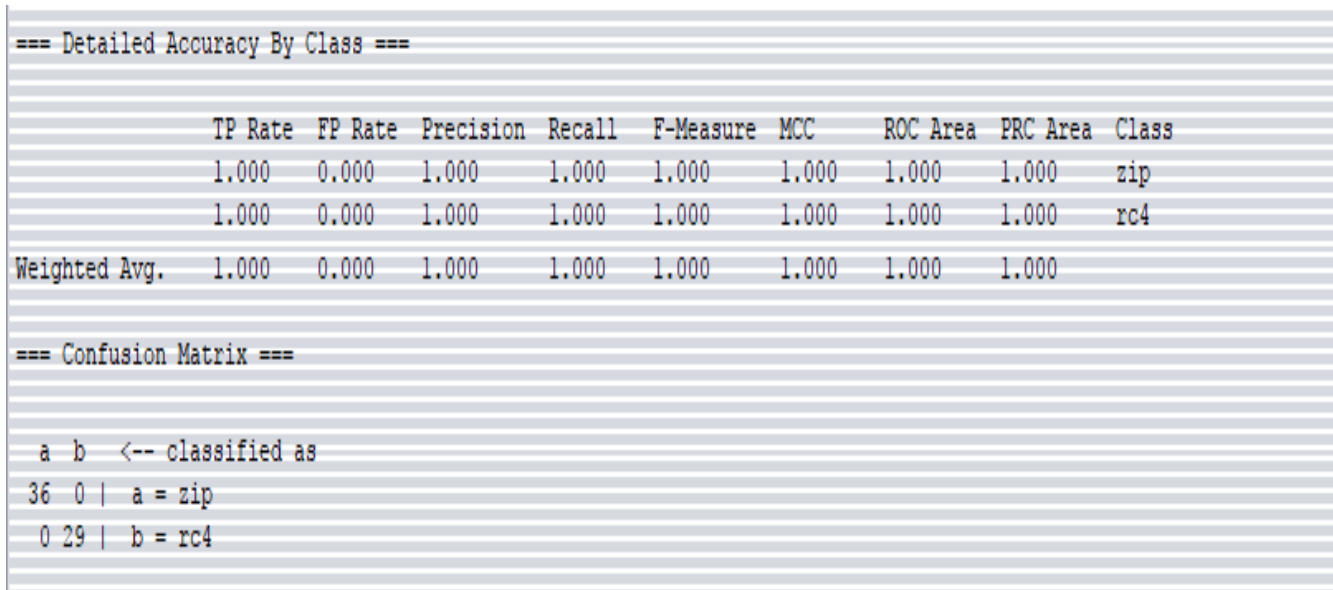 === Detailed Accuracy By Class ===
TP Rate FP Rate Precision Recall F-Measure MCC ROC Area PRC Area Class
1.000 0.000 1.000 1.000 1.000 1.000 1.000 1.000 zip
1.000 0.000 1.000 1.000 1.000 1.000 1.000 1.000 rc4
Weighted Avg. 1.000 0.000 1.000 1.000 1.000 1.000 1.000 1.000
=== Confusion Matrix ===
a b <-- classified as
36 0 | a = zip
0 29 | b = rc4